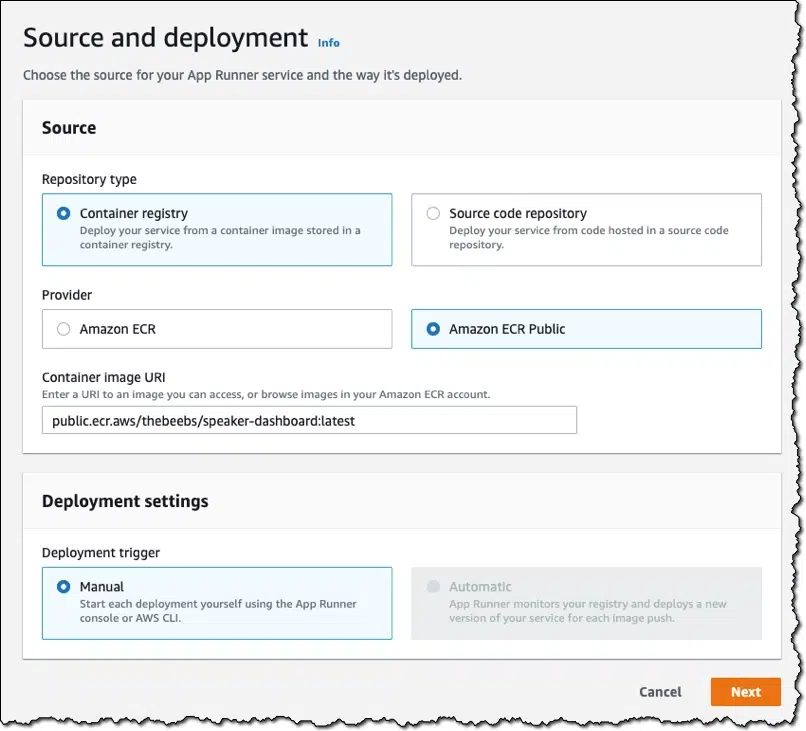 Source and deployment Info
Choose the source for your App Runner service and the way it's deployed.
Source
Repository type
Container registry
Deploy your service from a container image stored in a
container registry.
Source code repository
Deploy your service from code hosted in a source code
repository.
Provider
Amazon ECR
Amazon ECR Public
Container image URI
Enter a URI to an image you can access, or browse images in your Amazon ECR account.
public.ecr.aws/thebeebs/speaker-dashboard:latest
Deployment settings
Deployment trigger
Manual
Start each deployment yourself using the App Runner
console or AWS CLI.
Automatic
App Runner monitors your registry and deploys a new
version of your service for each image push.
Cancel
Next